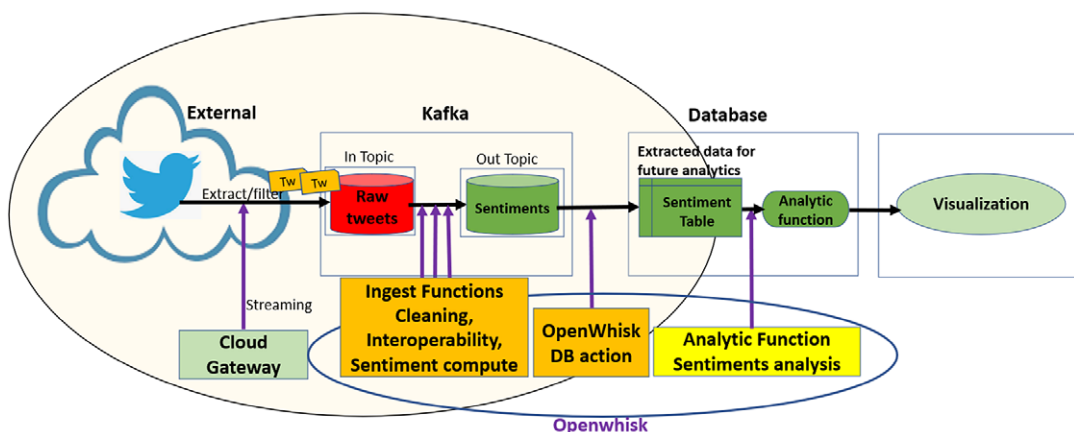 External
Kafka
Database
In Topic
Out Topic
Extracted data for
future analytics
Tw
Tw
Extract/filter
Raw
tweets
Sentiments
Sentiment
Table
Analytic
function
Visualization
Streaming
Cloud
Gateway
Ingest Functions
Cleaning,
Interoperability,
Sentiment compute
OpenWhisk
DB action
Analytic Function
Sentiments analysis
Openwhisk